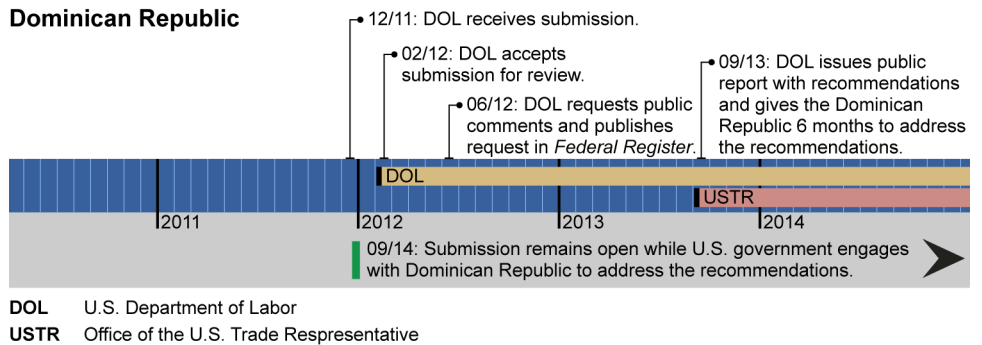 Dominican Republic
12/11: DOL receives submission.
02/12: DOL accepts
submission for review.
06/12: DOL requests public
comments and publishes
request in Federal Register.
09/13: DOL issues public
report with recommendations
and gives the Dominican
Republic 6 months to address
the recommendations.
DOL
USTR
2011
2012
2013
2014
09/14: Submission remains open while U.S. government engages
with Dominican Republic to address the recommendations.
DOL U.S. Department of Labor
USTR Office of the U.S. Trade Respresentative